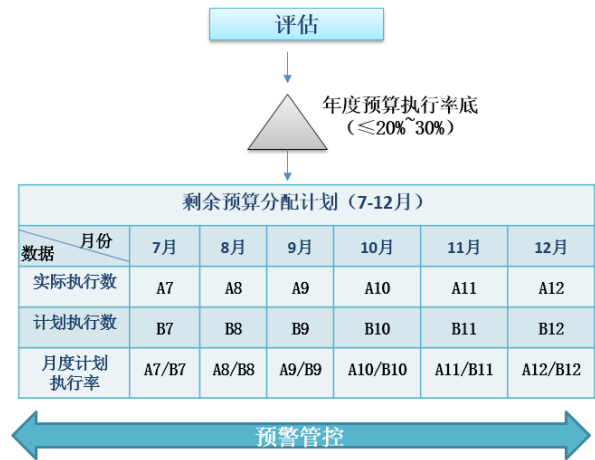 评估
年度预算执行率底
（≤20%~30%）
剩余预算分配计划（7-12月）
月份
数据
7月 8月 9月 10月 11月 12月
实际执行数 A7 A8 A9 A10 A11 A12
计划执行数 B7 B8 B9 B10 B11 B12
月度计划
执行率
A7/B7 A8/B8 A9/B9 A10/B10 A11/B11 A12/B12
预警管控